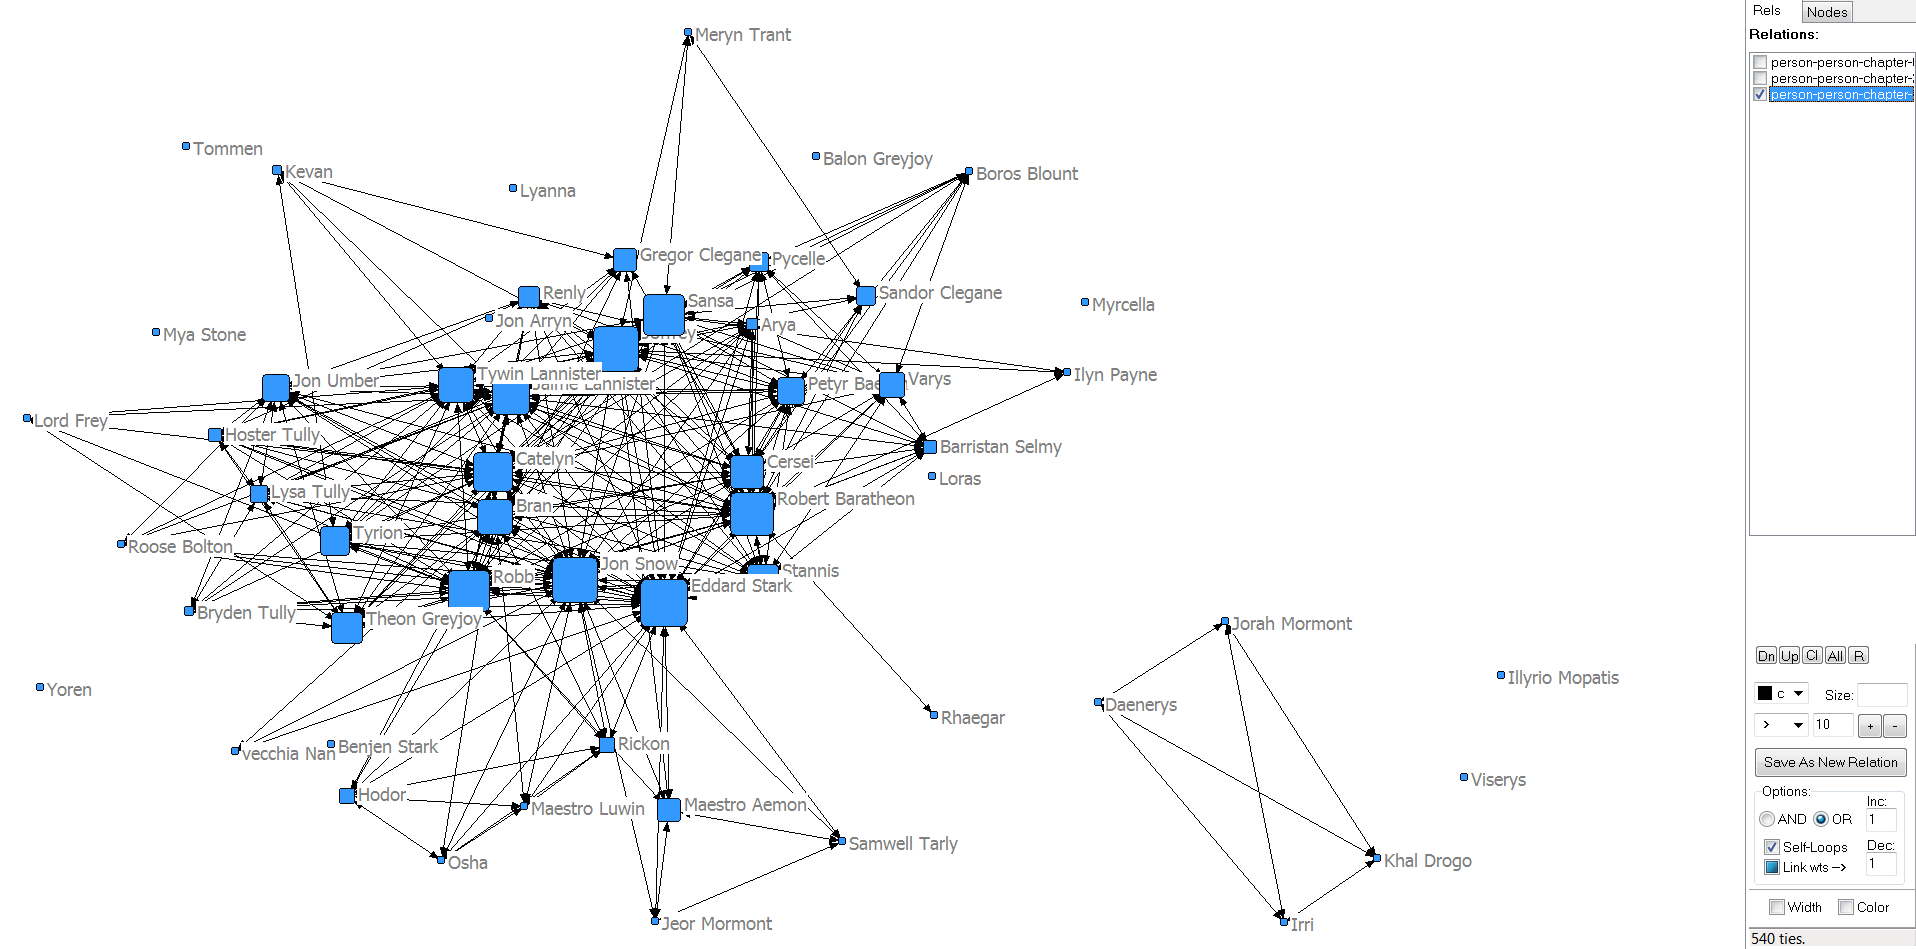 Meryn Trant
Tommen
Kevan
Lyanna
Balon Greyjoy
Boros Blount
Gregor Clegane
Pycelle
Renly
Sansa
Sandor Clegane
Myrcella
Jon Arryn
Arya
Mya Stone
Jon Umber
Tywin Lannister
Jaime Lannister
Petyr
Varys
Ilyn Payne
Lord Frey
Hoster Tully
Barristan Selmy
Catelyn
Cersei
Loras
Lysa Tully
Bran
Robert Baratheon
Tyrion
Roose Bolton
Robb
Jon Snow
Stannis
Eddard Stark
Bryden Tully
Theon Greyjoy
Jorah Mormont
Yoren
Illyrio Mopatis
Daenerys
Rhaegar
vecchia Nan
Benjen Stark
Rickon
Viserys
Hodor
Maestro Luwin
Maestro Aemon
Samwell Tarly
Osha
Khal Drogo
Jeor Mormont
Irri
Rels
Nodes
Relations:
person-person-chapter-
person-person-chapter-
person-person-chapter-
Dn Up Cl All R
c
Size:
> 10 + -
Save As New Relation
Options:
Inc:
AND OR 1
Self-Loops
Dec:
Link wts -->
1
Width Color
540 ties.